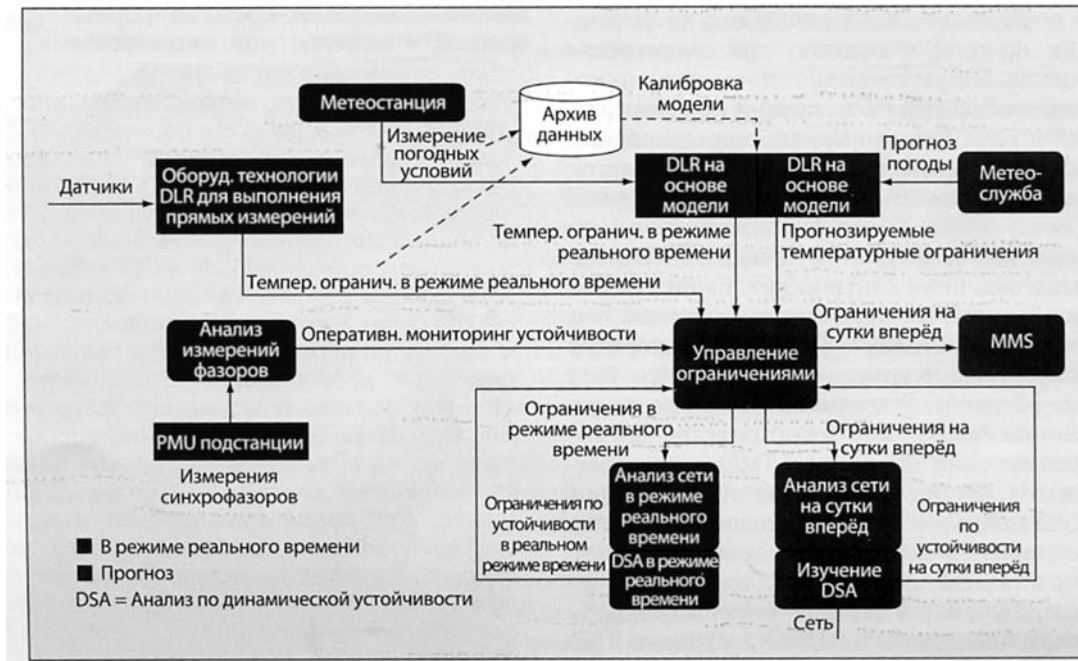 Метеостанция
Архив
данных
Калибровка
модели
Измерение
погодных
условий
Датчики
Оборуд. технологии
DLR для выполнения
прямых измерений
DLR на
основе
модели
DLR на
основе
модели
Прогноз
погоды
Метео-
служба
Темпер. огранич. в режиме
реального времени
Прогнозируемые
температурные ограничения
Темпер. огранич. в режиме реального времени
Анализ
измерений
фазоров
Оперативн. мониторинг устойчивости
Управление
ограничениями
Ограничения на
сутки вперёд
MMS
PMU подстанции
Измерения
синхрофазоров
Ограничения в
режиме реального
времени
Ограничения на
сутки вперёд
Анализ сети
в режиме
реального
времени
DSA в режиме
реального
времени
Ограничения по
устойчивости
в реальном
режиме времени
Анализ сети
на сутки
вперёд
Изучение
DSA
Ограничения
по
устойчивости
на сутки вперёд
Сеть
В режиме реального времени
Прогноз
DSA = Анализ по динамической устойчивости